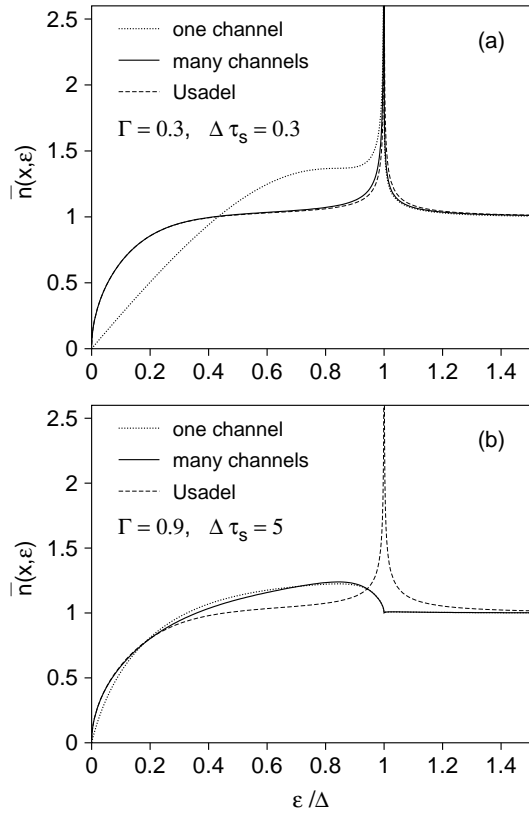 2.5
one channel
(a)
many channels
2
Usadel
Γ = 0.3,   Δ τs = 0.3
1.5
n̅(x,ε)
1
0.5
0
0 0.2 0.4 0.6 0.8 1 1.2 1.4
2.5
one channel
(b)
many channels
2
Usadel
Γ = 0.9,   Δ τs = 5
1.5
n̅(x,ε)
1
0.5
0
0 0.2 0.4 0.6 0.8 1 1.2 1.4
ε /Δ